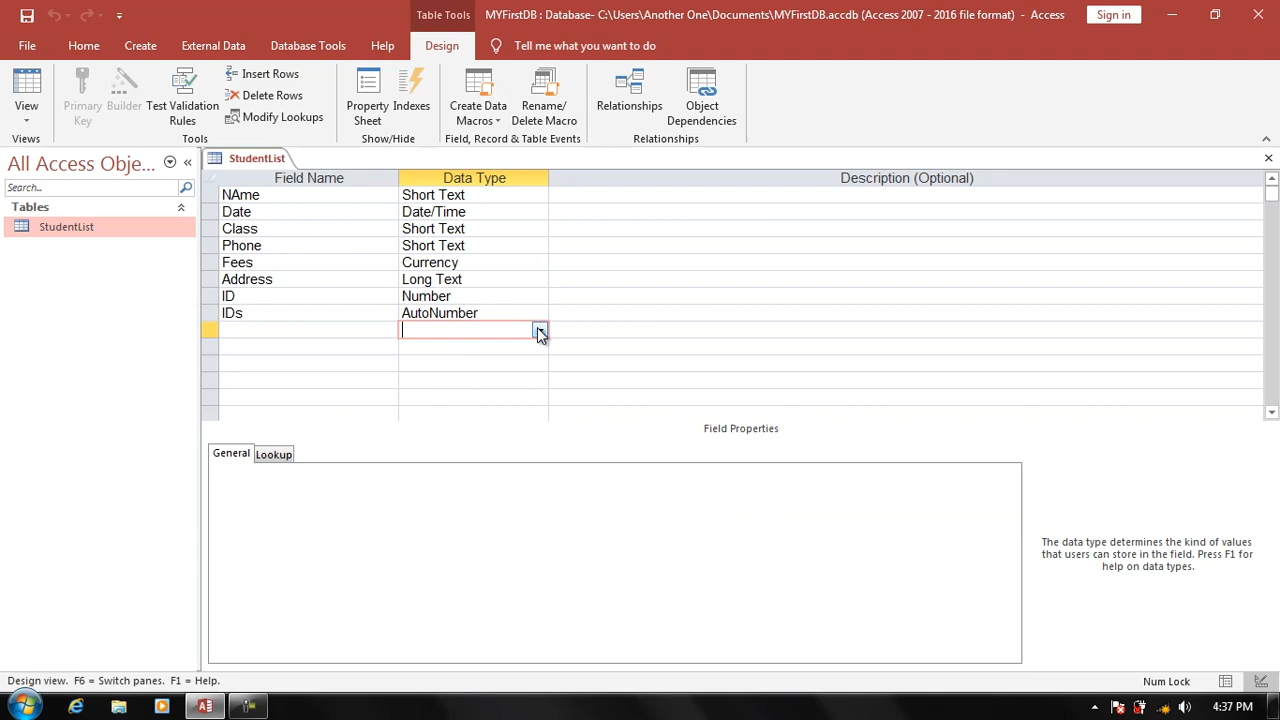 Table Tools
MYFirstDB : Database- C:\Users\Another One\Documents\MYFirstDB.accdb (Access 2007 - 2016 file format) - Access
Sign in
File Home Create External Data Database Tools Help Design Tell me what you want to do
View
Primary Key
Builder
Test Validation Rules
Insert Rows
Delete Rows
Modify Lookups
Property Sheet
Indexes
Create Data Macros
Rename/ Delete Macro
Relationships
Object Dependencies
Views Tools Show/Hide Field, Record & Table Events Relationships
All Access Obje...
Search...
Tables
StudentList
StudentList
Field Name Data Type Description (Optional)
NAme Short Text
Date Date/Time
Class Short Text
Phone Short Text
Fees Currency
Address Long Text
ID Number
IDs AutoNumber
Field Properties
General Lookup
The data type determines the kind of values
that users can store in the field. Press F1 for
help on data types.
Design view. F6 = Switch panes. F1 = Help.
Num Lock
4:37 PM